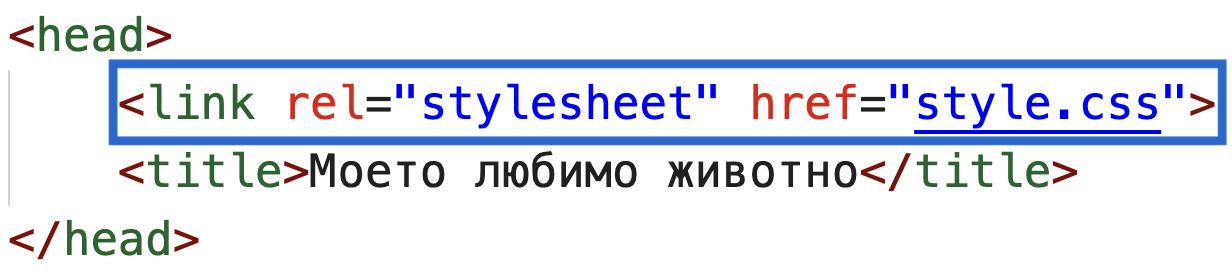 <head>
<link rel="stylesheet" href="style.css">
<title>Моето любимо животно</title>
</head>